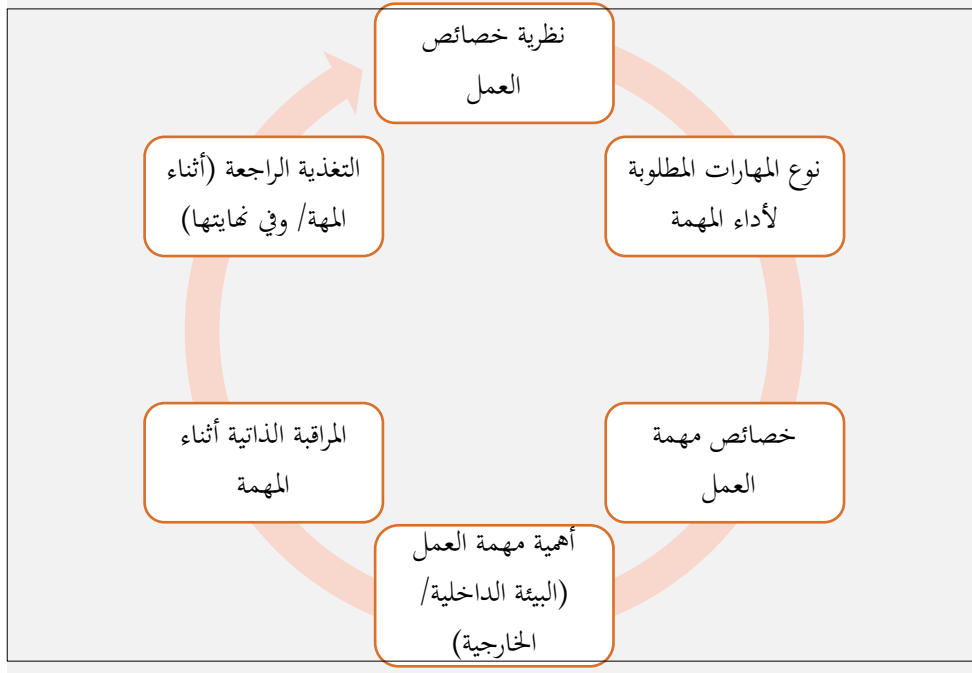 نظرية خصائص
العمل
نوع المهارات المطلوبة
لأداء المهمة
خصائص مهمة
العمل
أهمية مهمة العمل
(البيئة الداخلية/
الخارجية)
المراقبة الذاتية أثناء
المهمة
التغذية الراجعة (أثناء
المهة/ وفي نهايتها)